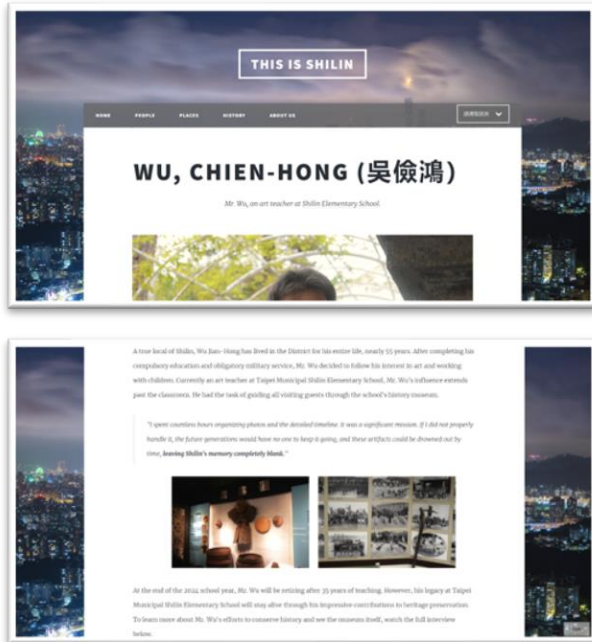 THIS IS SHILIN
HOME PEOPLE PLACES HISTORY ABOUT US
WU, CHIEN-HONG (吳儉鴻)
Mr. Wu, an art teacher at Shilin Elementary School.
A true local of Shilin, Wu Jian-Hong has lived in the District for his entire life, nearly 55 years. After completing his
compulsory education and obligatory military service, Mr. Wu decided to follow his interest in art and working
with children. Currently an art teacher at Taipei Municipal Shilin Elementary School, Mr. Wu's influence extends
past the classroom. He had the task of guiding all visiting guests through the school's history museum.
"I spent countless hours organizing photos and the detailed timeline. It was a significant mission. If I did not properly
handle it, the future generations would have no one to keep it going, and these artifacts could be drowned out by
time, leaving Shilin's memory completely blank."
At the end of the 2024 school year, Mr. Wu will be retiring after 35 years of teaching. However, his legacy at Taipei
Municipal Shilin Elementary School will stay alive through his impressive contributions to heritage preservation.
To learn more about Mr. Wu's efforts to conserve history and see the museum itself, watch the full interview
below.